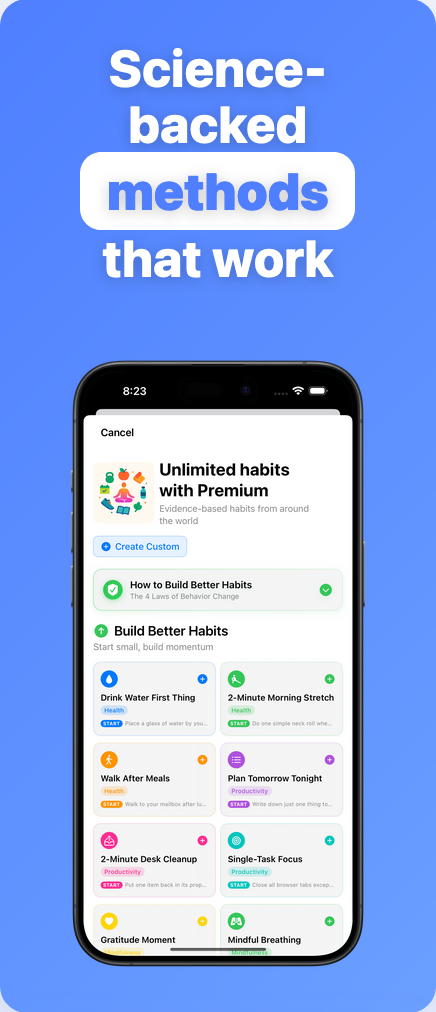 Science-
backed
methods
that work
8:23
Cancel
Unlimited habits
with Premium
Evidence-based habits from around
the world
Create Custom
How to Build Better Habits
The 4 Laws of Behavior Change
Build Better Habits
Start small, build momentum
Drink Water First Thing
Health
START Place a glass of water by you...
2-Minute Morning Stretch
Health
START Do one simple neck roll whe...
Walk After Meals
Health
START Walk to your mailbox after lu...
Plan Tomorrow Tonight
Productivity
START Write down just one thing to...
2-Minute Desk Cleanup
Productivity
START Put one item back in its prop...
Single-Task Focus
Productivity
START Close all browser tabs excep...
Gratitude Moment
Mindfulness
Mindful Breathing
Mindfulness